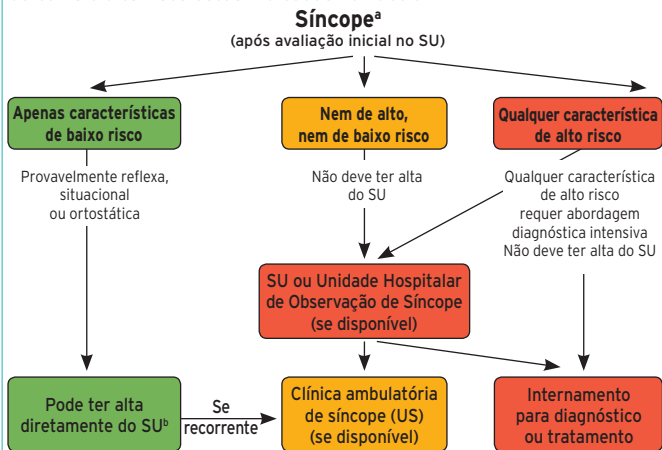 Síncopeª
(após avaliação inicial no SU)
Apenas características
de baixo risco
Nem de alto,
nem de baixo risco
Qualquer característica
de alto risco
Provavelmente reflexa,
situacional
ou ortostática
Não deve ter alta
do SU
Qualquer característica
de alto risco
requer abordagem
diagnóstica intensiva
Não deve ter alta do SU
SU ou Unidade Hospitalar
de Observação de Síncope
(se disponível)
Pode ter alta
diretamente do SUᵇ
Se
recorrente
Clínica ambulatória
de síncope (US)
(se disponível)
Internamento
para diagnóstico
ou tratamento